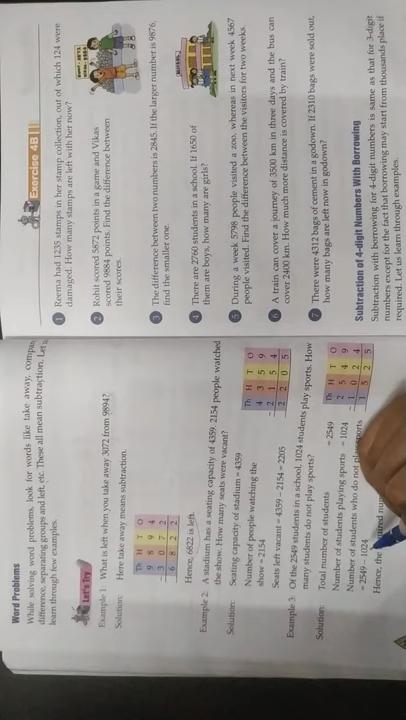 Word Problems
While solving word problems, look for words like take away,
difference, separating groups and left, etc. These all mean subtraction. Let
learn through few examples.
Let's Try
Example 1: What is left when you take away 3072 from 9894?
Solution: Here take away means subtraction.
Th H T O
9 8 9 4
– 3 0 7 2
6 8 2 2
Hence, 6822 is left.
Example 2: A stadium has a seating capacity of 4359. 2154 people watched
the show. How many seats were vacant?
Solution: Seating capacity of stadium = 4359
Number of people watching the
show = 2154
Seats left vacant = 4359 – 2154 = 2205
Th H T O
4 3 5 9
– 2 1 5 4
2 2 0 5
Example 3: Of the 2549 students in a school, 1024 students play sports. How
many students do not play sports?
Solution: Total number of students = 2549
Number of students playing sports = 1024
Number of students who do not play sports
= 2549 – 1024
Hence, the
Th H T O
2 5 4 9
– 1 0 2 4
1 5 2 5
Exercise 4B
1 Reema had 1235 stamps in her stamp collection, out of which 124 were
damaged. How many stamps are left with her now?
2 Rohit scored 5872 points in a game and Vikas
scored 9884 points. Find the difference between
their scores.
3 The difference between two numbers is 2845. If the larger number is 9876,
find the smaller one.
4 There are 2760 students in a school. If 1650 of
them are boys, how many are girls?
5 During a week 5798 people visited a zoo, whereas in next week 4567
people visited. Find the difference between the visitors for two weeks.
6 A train can cover a journey of 3500 km in three days and the bus can
cover 2400 km. How much more distance is covered by train?
7 There were 4312 bags of cement in a godown. If 2310 bags were sold out,
how many bags are left now in godown?
Subtraction of 4-digit Numbers With Borrowing
Subtraction with borrowing for 4-digit numbers is same as that for 3-digit
numbers except for the fact that borrowing may start from thousands place if
required. Let us learn through examples.